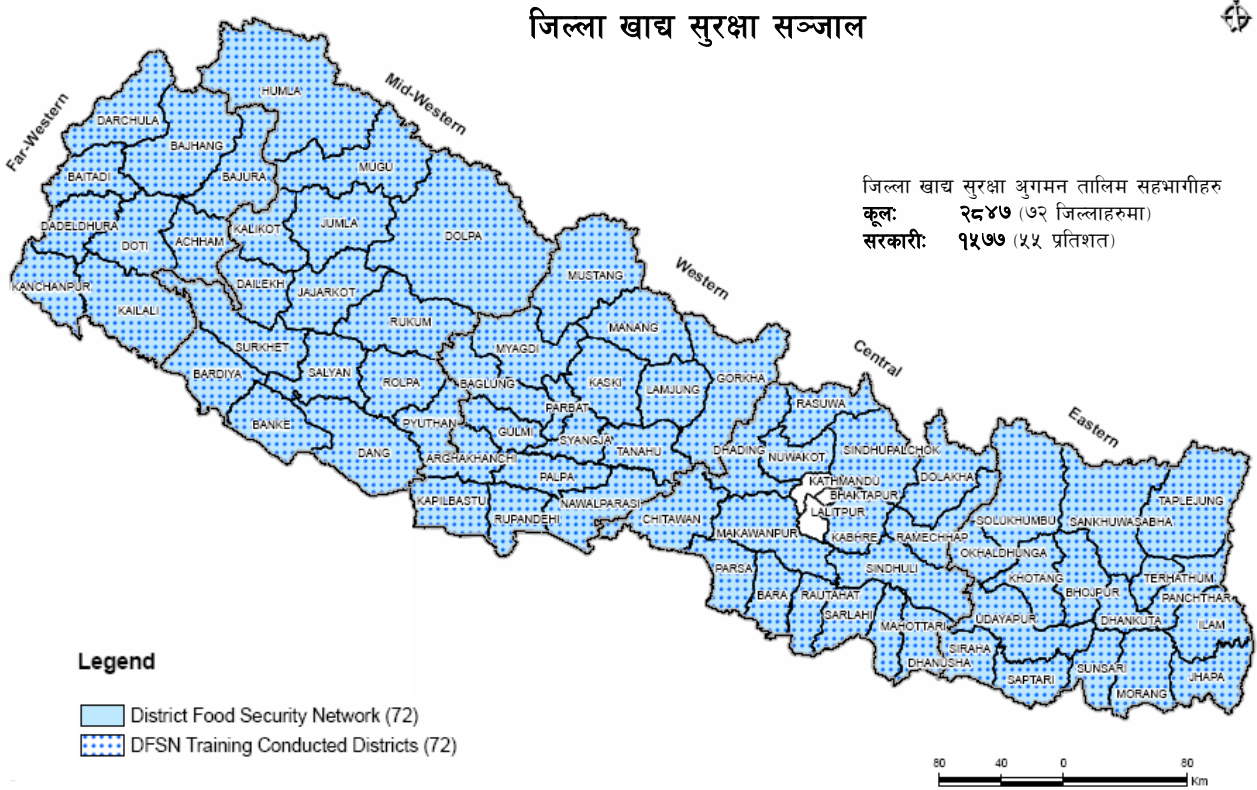 जिल्ला खाद्य सुरक्षा सञ्जाल
Far-Western
Mid-Western
Western
Central
Eastern
जिल्ला खाद्य सुरक्षा अुगमन तालिम सहभागीहरु
कूल: २८४७ (७२ जिल्लाहरुमा)
सरकारी: १५७७ (५५ प्रतिशत)
HUMLA
DARCHULA
BAJHANG
BAITADI
BAJURA
MUGU
DADELDHURA
DOTI
ACHHAM
KALIKOT
JUMLA
DOLPA
KANCHANPUR
KAILALI
DAILEKH
JAJARKOT
RUKUM
MUSTANG
MANANG
SURKHET
BARDIYA
SALYAN
ROLPA
MYAGDI
BAGLUNG
KASKI
LAMJUNG
GORKHA
BANKE
DANG
PYUTHAN
PARBAT
GULMI
SYANGJA
TANAHU
ARGHAKHANCHI
PALPA
KAPILBASTU
RUPANDEHI
NAWALPARASI
CHITAWAN
RASUWA
DHADING
NUWAKOT
SINDHUPALCHOK
DOLAKHA
KATHMANDU
BHAKTAPUR
LALITPUR
MAKAWANPUR
KABHRE
RAMECHHAP
SOLUKHUMBU
SANKHUWASABHA
TAPLEJUNG
OKHALDHUNGA
PARSA
BARA
RAUTAHAT
SARLAHI
SINDHULI
KHOTANG
BHOJPUR
TERHATHUM
PANCHTHAR
MAHOTTARI
DHANUSHA
UDAYAPUR
SIRAHA
DHANKUTA
ILAM
SAPTARI
SUNSARI
MORANG
JHAPA
Legend
District Food Security Network (72)
DFSN Training Conducted Districts (72)
80 40 0 80
Km